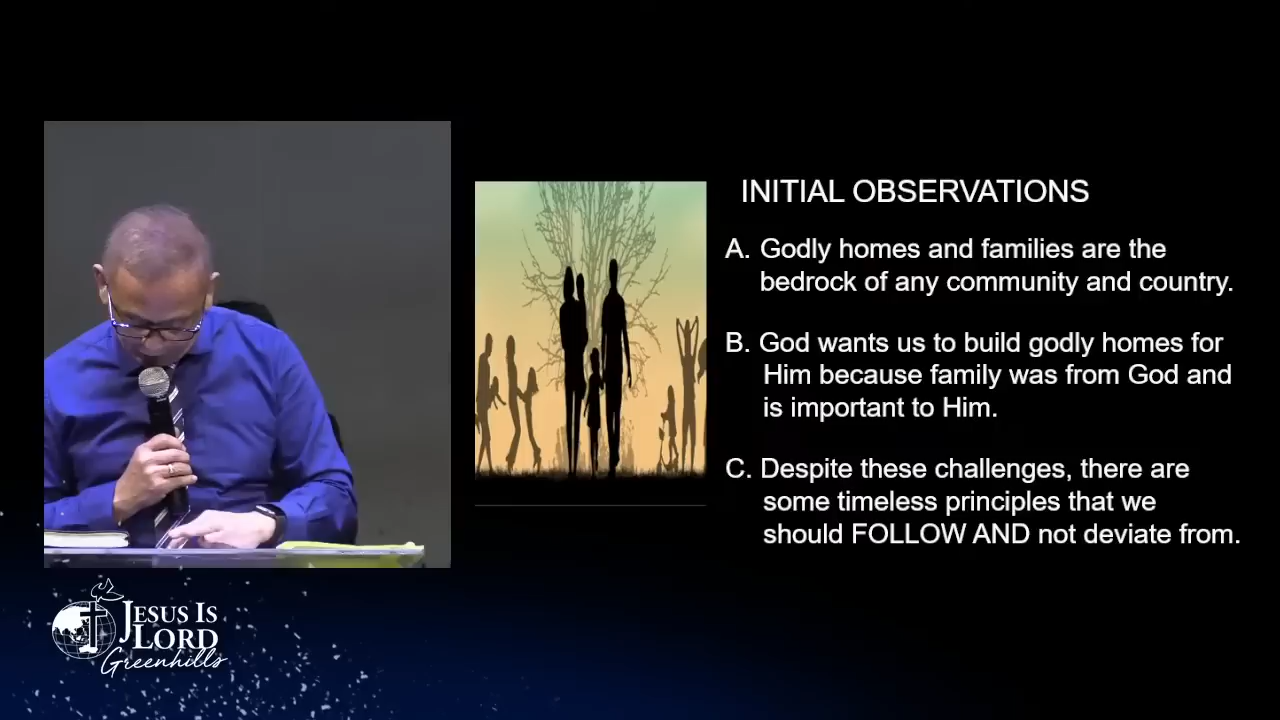 INITIAL OBSERVATIONS
A. Godly homes and families are the
bedrock of any community and country.
B. God wants us to build godly homes for
Him because family was from God and
is important to Him.
C. Despite these challenges, there are
some timeless principles that we
should FOLLOW AND not deviate from.
JESUS IS
LORD
Greenhills